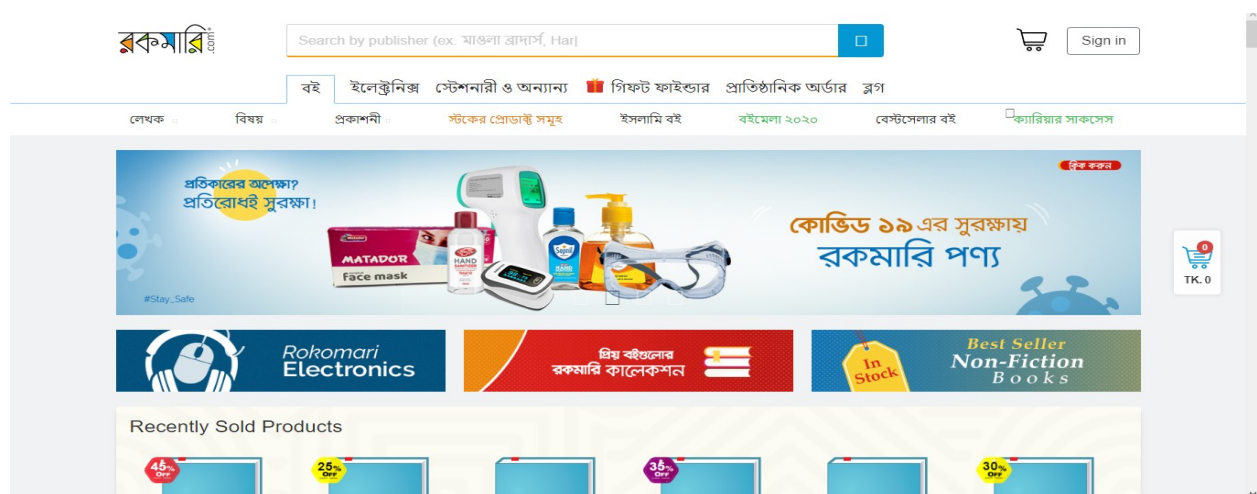 রকমারি.com
Search by publisher (ex. মাওলা ব্রাদার্স, Har|
Sign in
বই ইলেক্ট্রনিক্স স্টেশনারী ও অন্যান্য গিফট ফাইন্ডার প্রাতিষ্ঠানিক অর্ডার ব্লগ
লেখক বিষয় প্রকাশনী স্টকের প্রোডাক্ট সমূহ ইসলামি বই বইমেলা ২০২০ বেস্টসেলার বই ক্যারিয়ার সাকসেস
ক্লিক করুন
প্রতিকারের অপেক্ষা?
প্রতিরোধই সুরক্ষা!
MATADOR
Face mask
HAND
Sepnil
HAND
কোভিড ১৯ এর সুরক্ষায়
রকমারি পণ্য
#Stay_Safe
0
TK. 0
Rokomari
Electronics
প্রিয় বইগুলোর
রকমারি কালেকশন
In
Stock
Best Seller
Non-Fiction
Books
Recently Sold Products
45% OFF
25% OFF
35% OFF
30% OFF